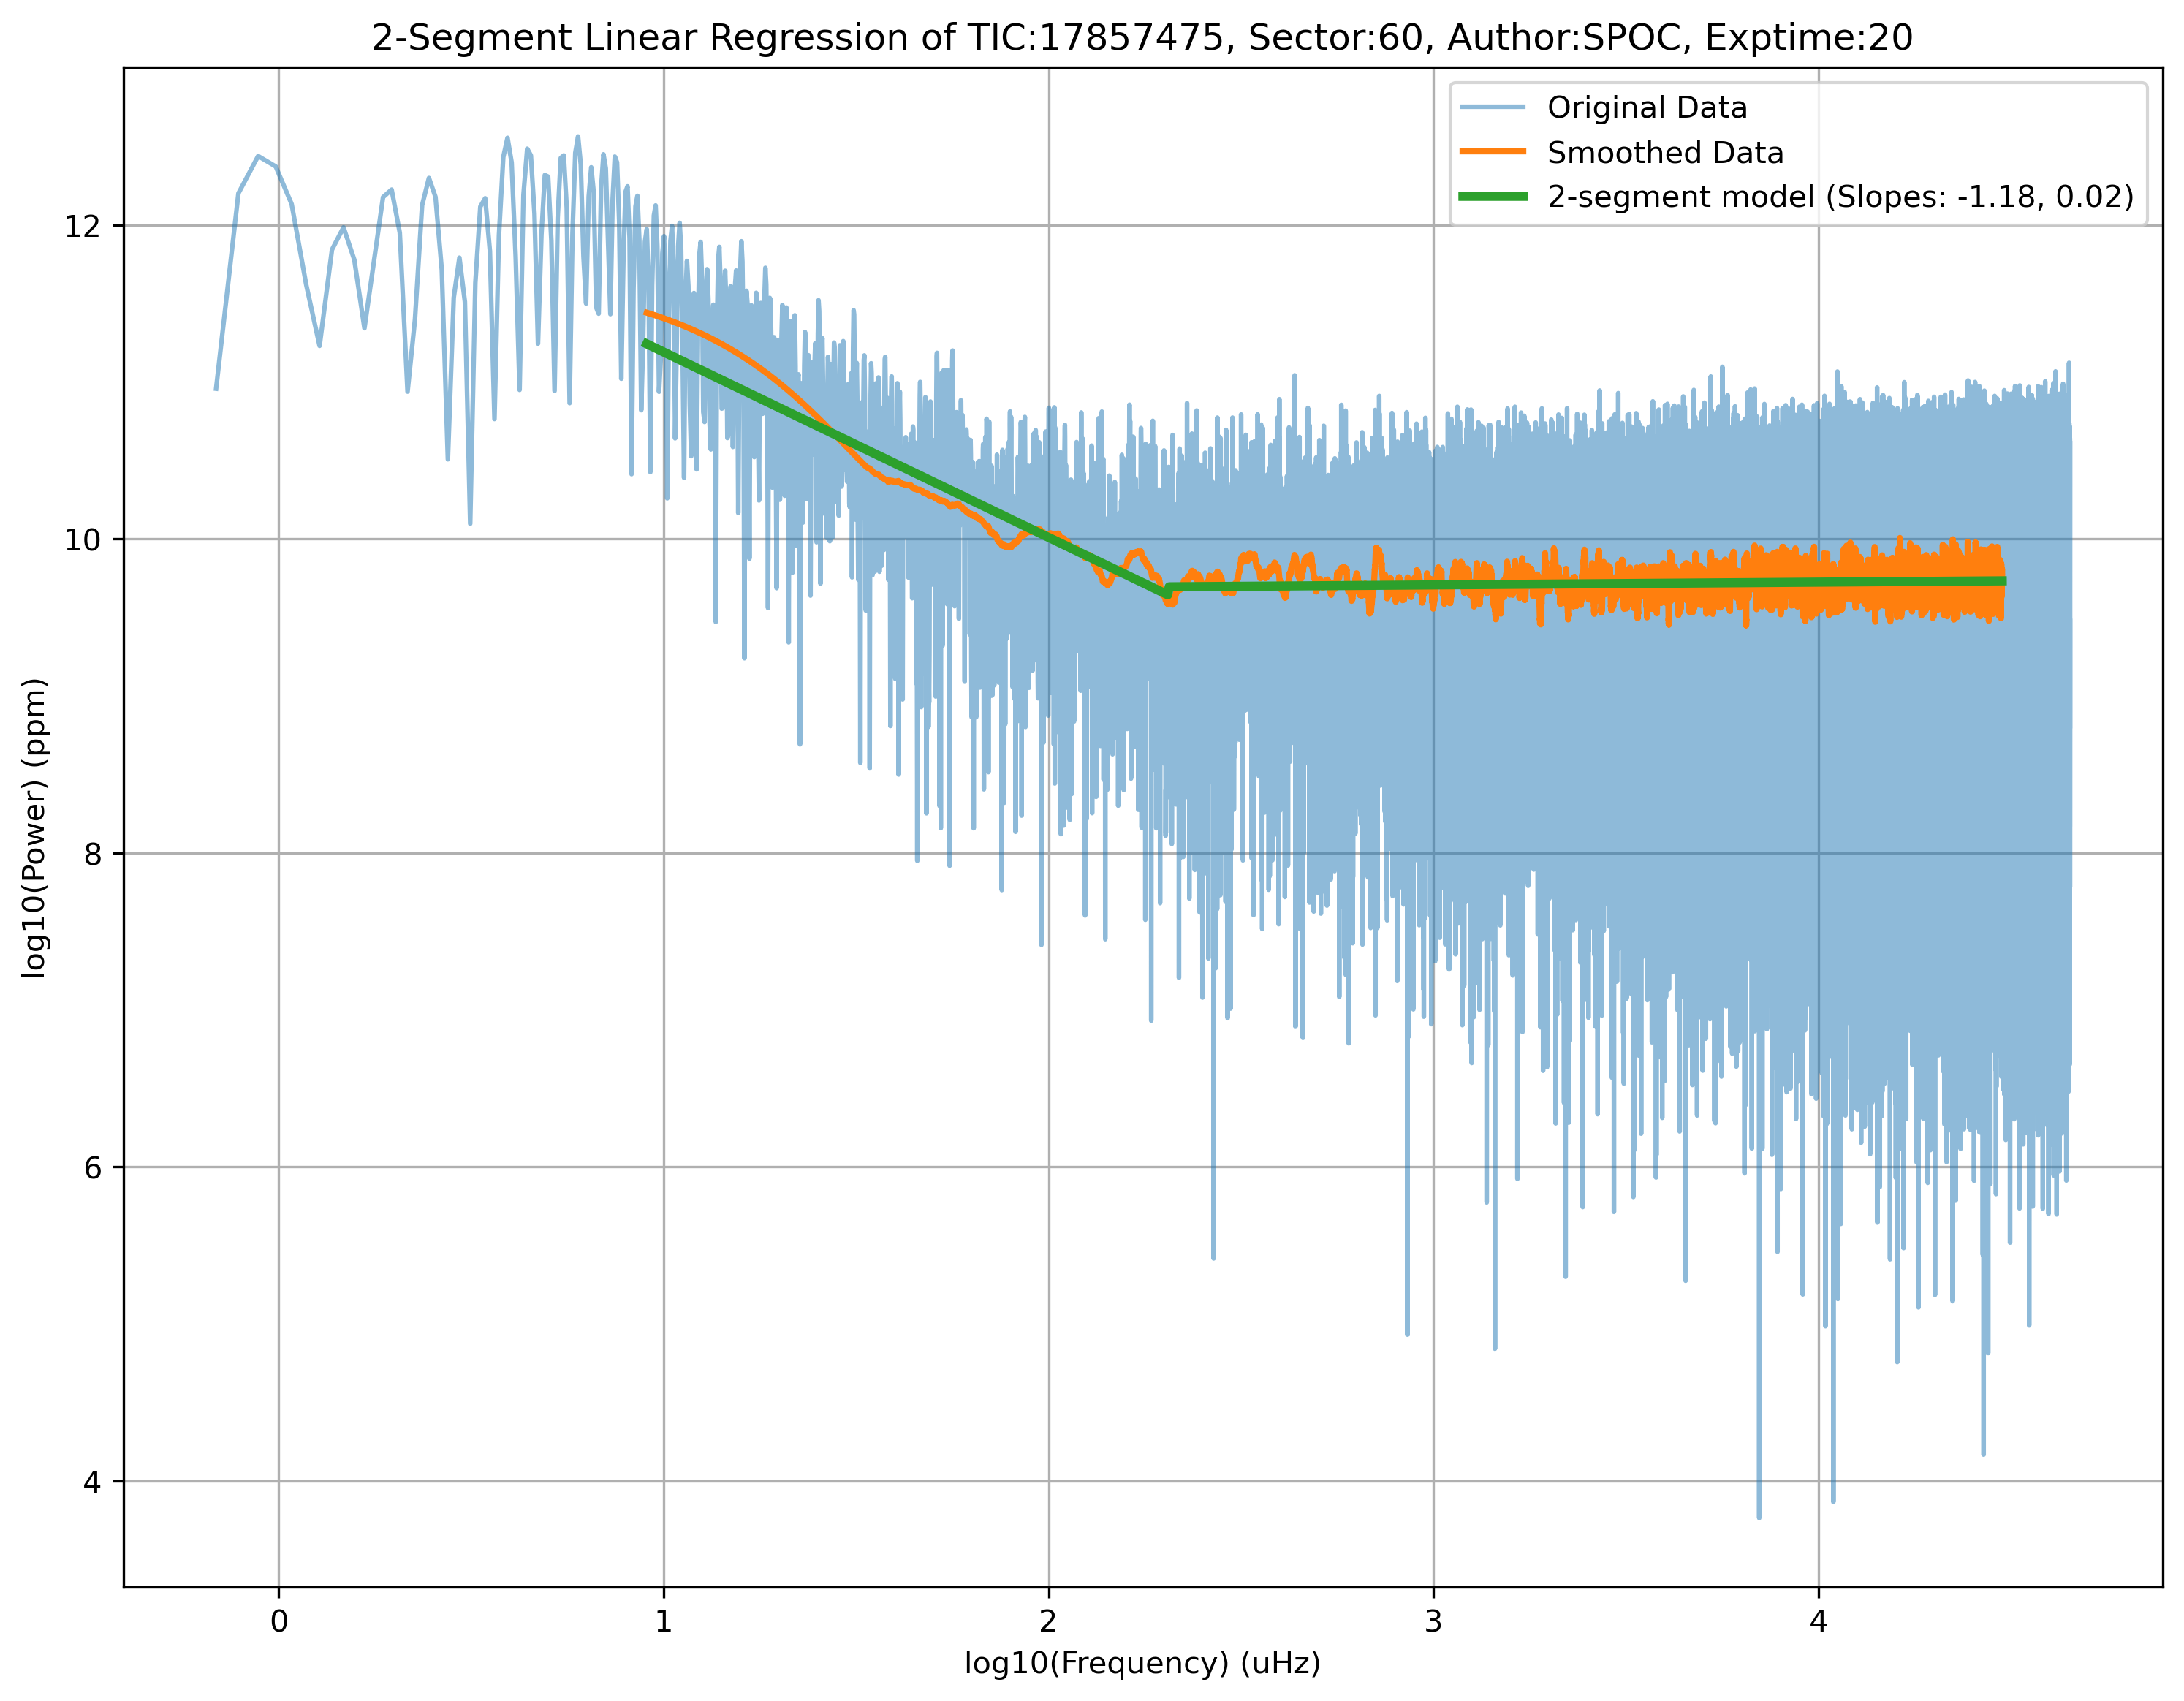 2-Segment Linear Regression of TIC:17857475, Sector:60, Author:SPOC, Exptime:20
Original Data
Smoothed Data
2-segment model (Slopes: -1.18, 0.02)
12
10
8
6
4
log10(Power) (ppm)
0 1 2 3 4
log10(Frequency) (uHz)